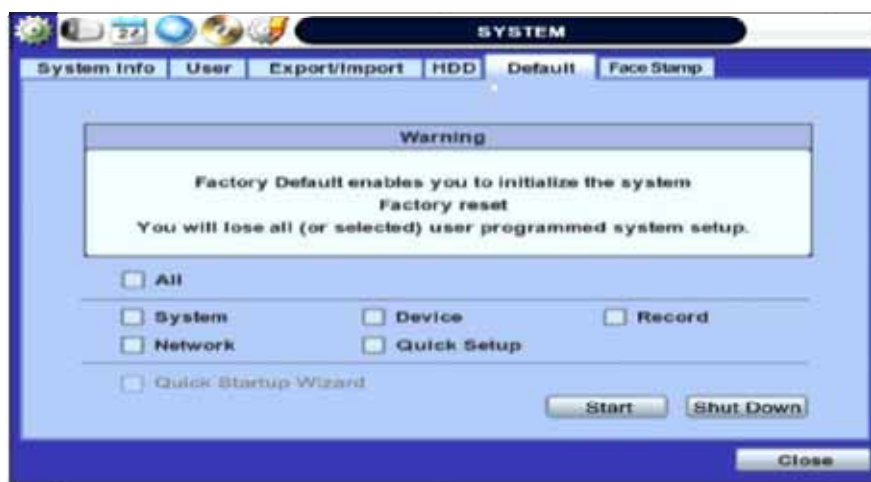 27
SYSTEM
System Info User Export/Import HDD Default Face Stamp
Warning
Factory Default enables you to initialize the system
Factory reset
You will lose all (or selected) user programmed system setup.
All
System Device Record
Network Quick Setup
Quick Startup Wizard
Start Shut Down
Close